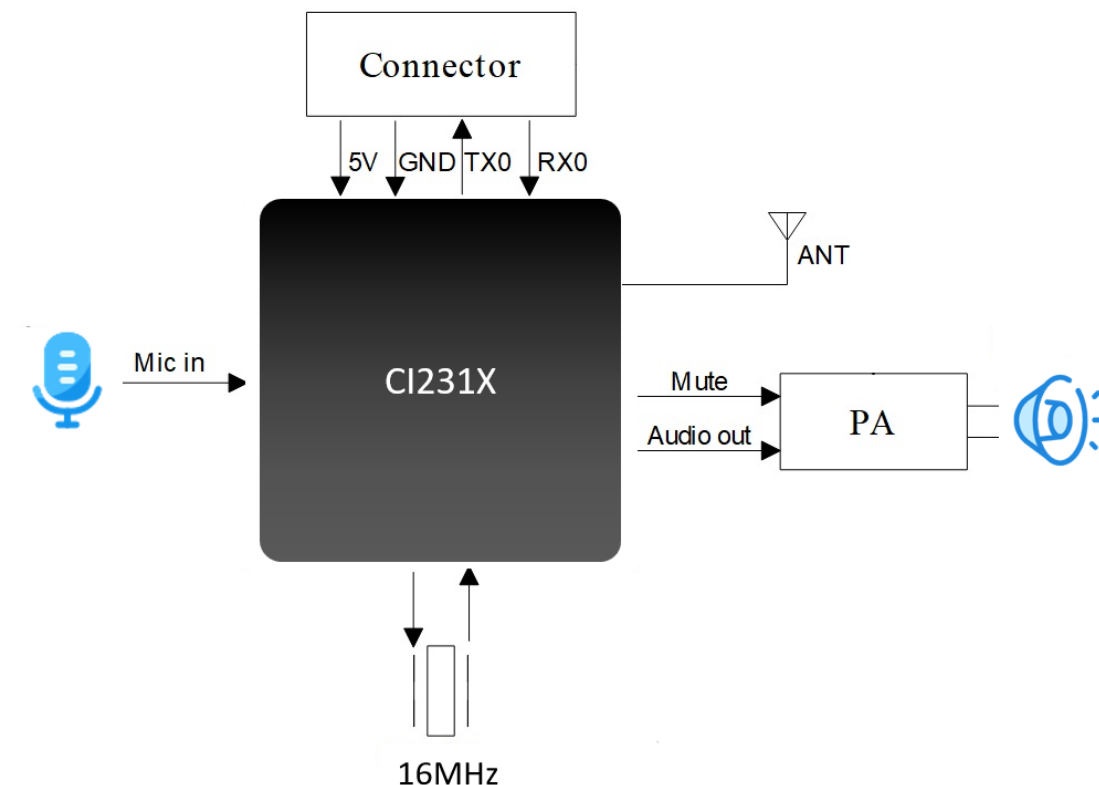 Connector
5V GND TX0 RX0
ANT
Mic in
CI231X
Mute
PA
Audio out
16MHz